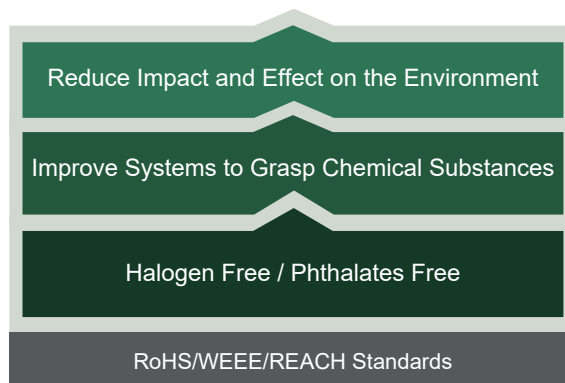 Reduce Impact and Effect on the Environment
Improve Systems to Grasp Chemical Substances
Halogen Free / Phthalates Free
RoHS/WEEE/REACH Standards